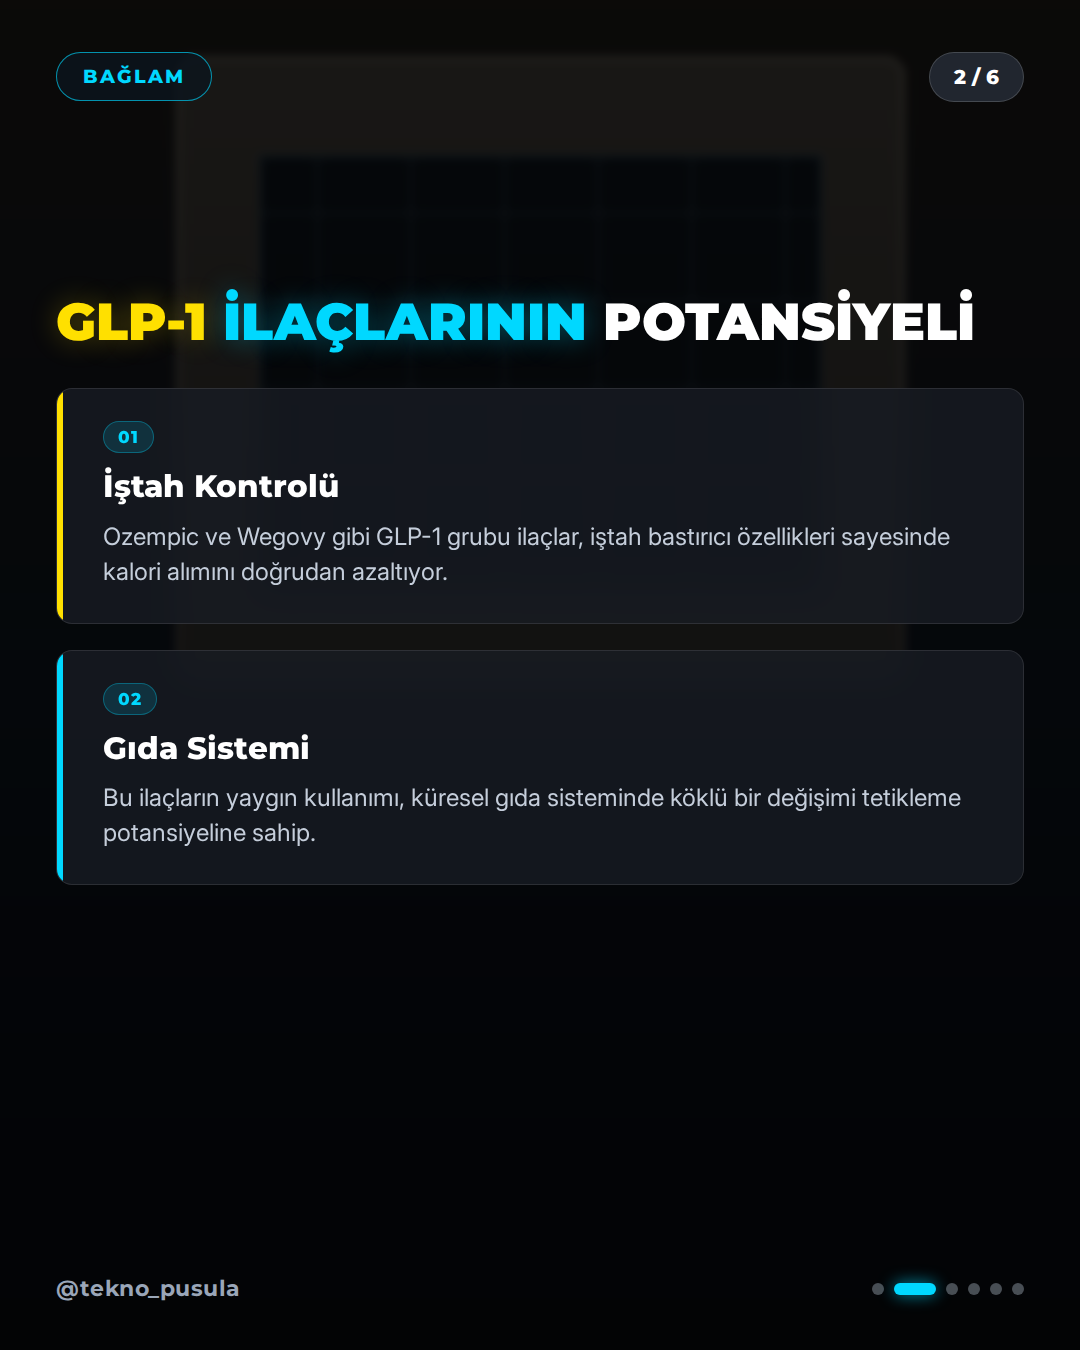 BAĞLAM
2 / 6
GLP-1 İLAÇLARININ POTANSİYELİ
01
İştah Kontrolü
Ozempic ve Wegovy gibi GLP-1 grubu ilaçlar, iştah bastırıcı özellikleri sayesinde
kalori alımını doğrudan azaltıyor.
02
Gıda Sistemi
Bu ilaçların yaygın kullanımı, küresel gıda sisteminde köklü bir değişimi tetikleme
potansiyeline sahip.
@tekno_pusula